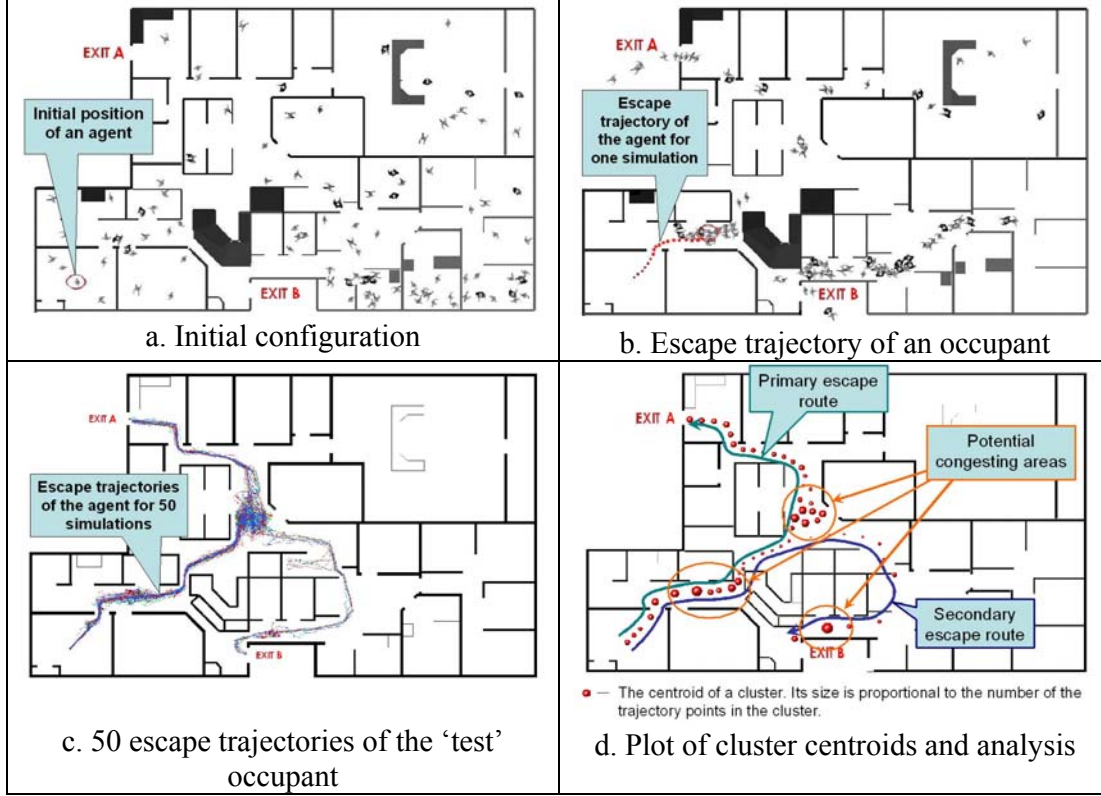 EXIT A
Initial position
of an agent
EXIT B
a. Initial configuration
EXIT A
Escape
trajectory of
the agent for
one simulation
EXIT B
b. Escape trajectory of an occupant
EXIT A
Escape trajectories
of the agent for 50
simulations
EXIT B
c. 50 escape trajectories of the ‘test’
occupant
Primary escape
route
EXIT A
Potential
congesting areas
Secondary
escape route
EXIT B
— The centroid of a cluster. Its size is proportional to the number of the
trajectory points in the cluster.
d. Plot of cluster centroids and analysis